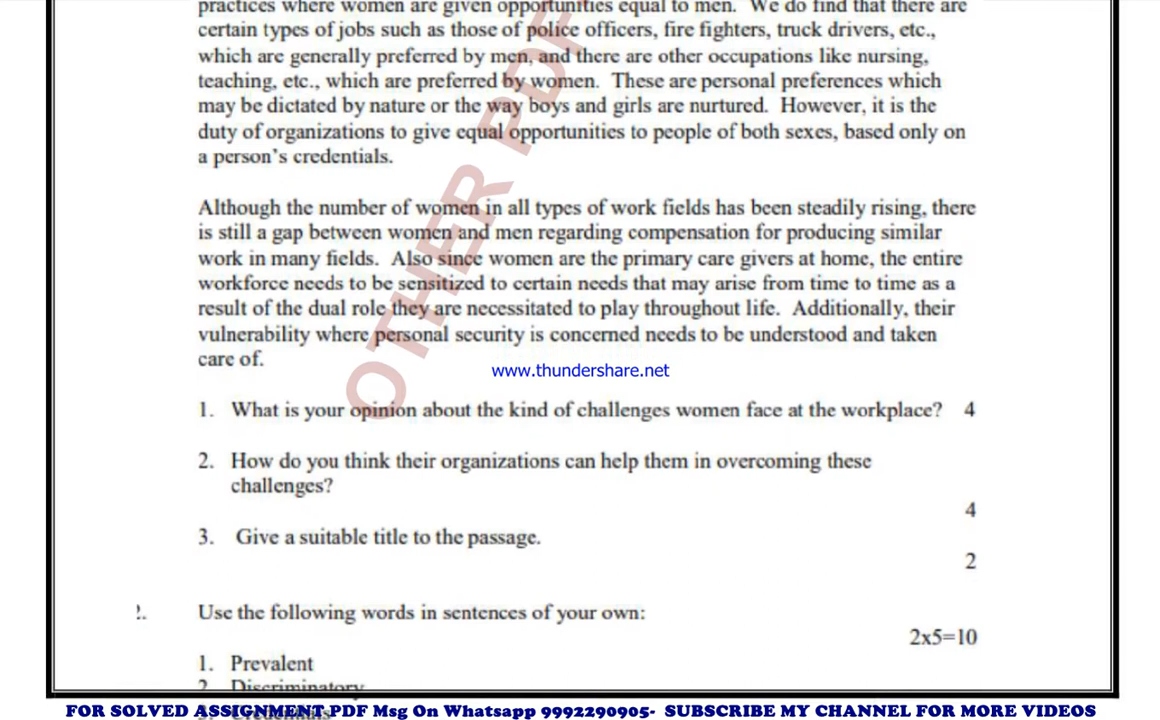 practices where women are given opportunities equal to men. We do find that there are
certain types of jobs such as those of police officers, fire fighters, truck drivers, etc.,
which are generally preferred by men, and there are other occupations like nursing,
teaching, etc., which are preferred by women. These are personal preferences which
may be dictated by nature or the way boys and girls are nurtured. However, it is the
duty of organizations to give equal opportunities to people of both sexes, based only on
a person's credentials.
Although the number of women in all types of work fields has been steadily rising, there
is still a gap between women and men regarding compensation for producing similar
work in many fields. Also since women are the primary care givers at home, the entire
workforce needs to be sensitized to certain needs that may arise from time to time as a
result of the dual role they are necessitated to play throughout life. Additionally, their
vulnerability where personal security is concerned needs to be understood and taken
care of.
OTHER PDF
www.thundershare.net
1. What is your opinion about the kind of challenges women face at the workplace? 4
2. How do you think their organizations can help them in overcoming these
challenges?
4
3. Give a suitable title to the passage.
2
2. Use the following words in sentences of your own:
2x5=10
1. Prevalent
2. Discriminatory
3. Credentials
FOR SOLVED ASSIGNMENT PDF Msg On Whatsapp 9992290905- SUBSCRIBE MY CHANNEL FOR MORE VIDEOS